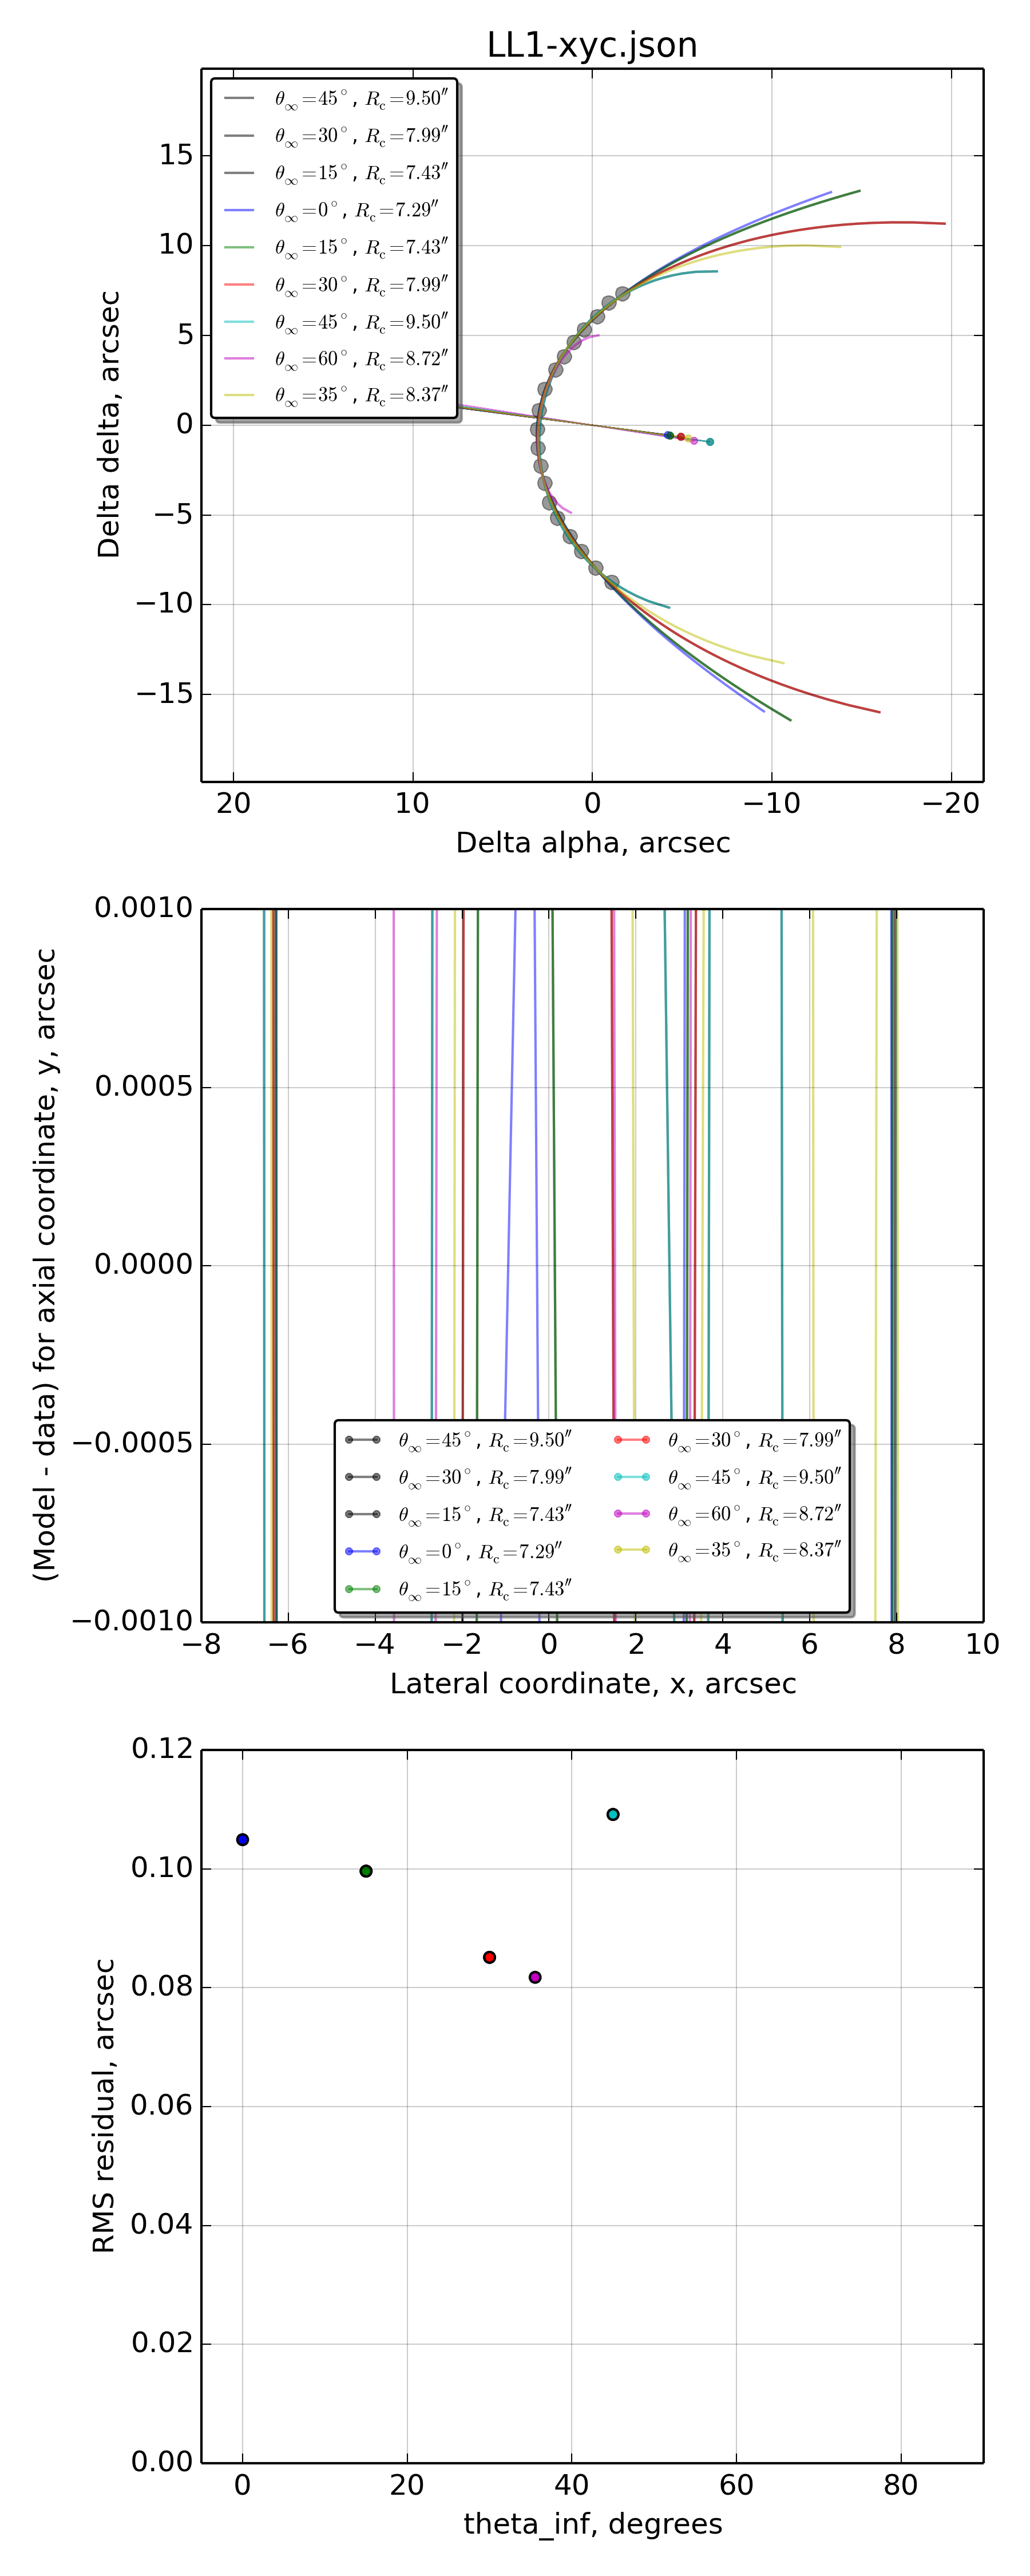 LL1-xyc.json
θ∞=45°, Rc=9.50″
θ∞=30°, Rc=7.99″
θ∞=15°, Rc=7.43″
θ∞=0°, Rc=7.29″
θ∞=15°, Rc=7.43″
θ∞=30°, Rc=7.99″
θ∞=45°, Rc=9.50″
θ∞=60°, Rc=8.72″
θ∞=35°, Rc=8.37″
15
10
5
0
−5
−10
−15
Delta delta, arcsec
20 10 0 −10 −20
Delta alpha, arcsec
0.0010
0.0005
0.0000
−0.0005
−0.0010
(Model - data) for axial coordinate, y, arcsec
θ∞=45°, Rc=9.50″
θ∞=30°, Rc=7.99″
θ∞=15°, Rc=7.43″
θ∞=0°, Rc=7.29″
θ∞=15°, Rc=7.43″
θ∞=30°, Rc=7.99″
θ∞=45°, Rc=9.50″
θ∞=60°, Rc=8.72″
θ∞=35°, Rc=8.37″
−8 −6 −4 −2 0 2 4 6 8 10
Lateral coordinate, x, arcsec
0.12
0.10
0.08
0.06
0.04
0.02
0.00
RMS residual, arcsec
0 20 40 60 80
theta_inf, degrees